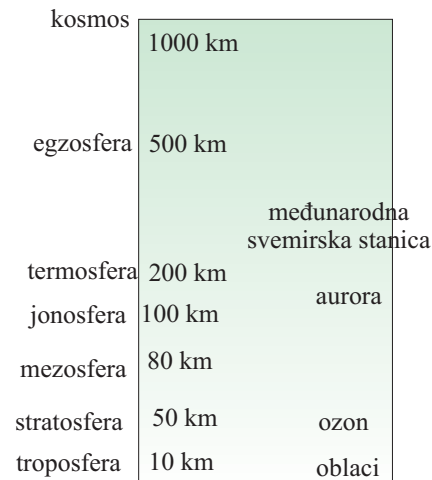 kosmos
1000 km
egzosfera 500 km
međunarodna
svemirska stanica
termosfera 200 km
aurora
jonosfera 100 km
mezosfera 80 km
stratosfera 50 km ozon
troposfera 10 km oblaci